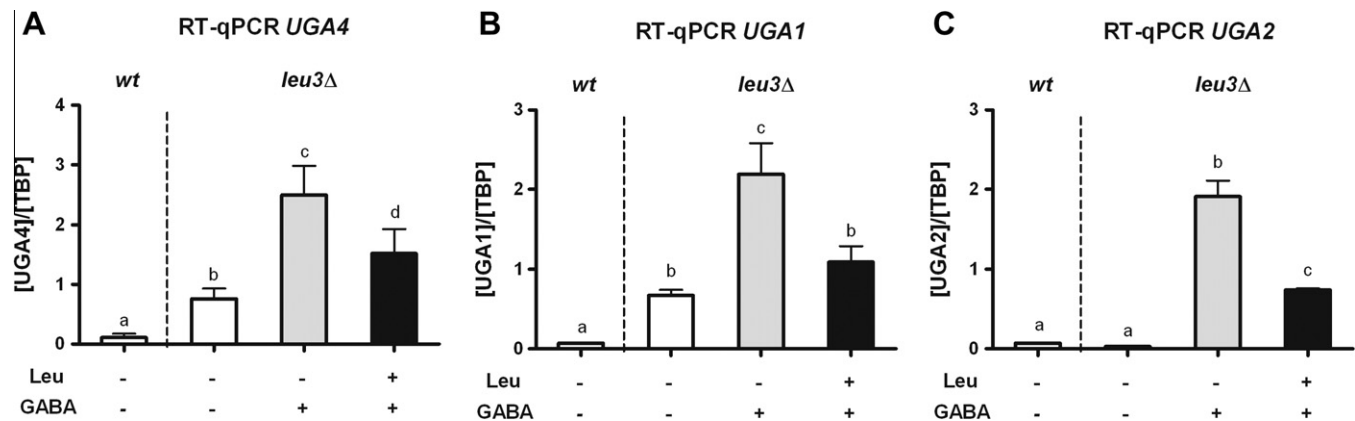 A
RT-qPCR UGA4
wt
leu3Δ
[UGA4]/[TBP]
4
3
2
1
0
a
b
c
d
Leu - - - +
GABA - - + +
B
RT-qPCR UGA1
wt
leu3Δ
[UGA1]/[TBP]
3
2
1
0
a
b
c
b
Leu - - - +
GABA - - + +
C
RT-qPCR UGA2
wt
leu3Δ
[UGA2]/[TBP]
3
2
1
0
a
a
b
c
Leu - - - +
GABA - - + +